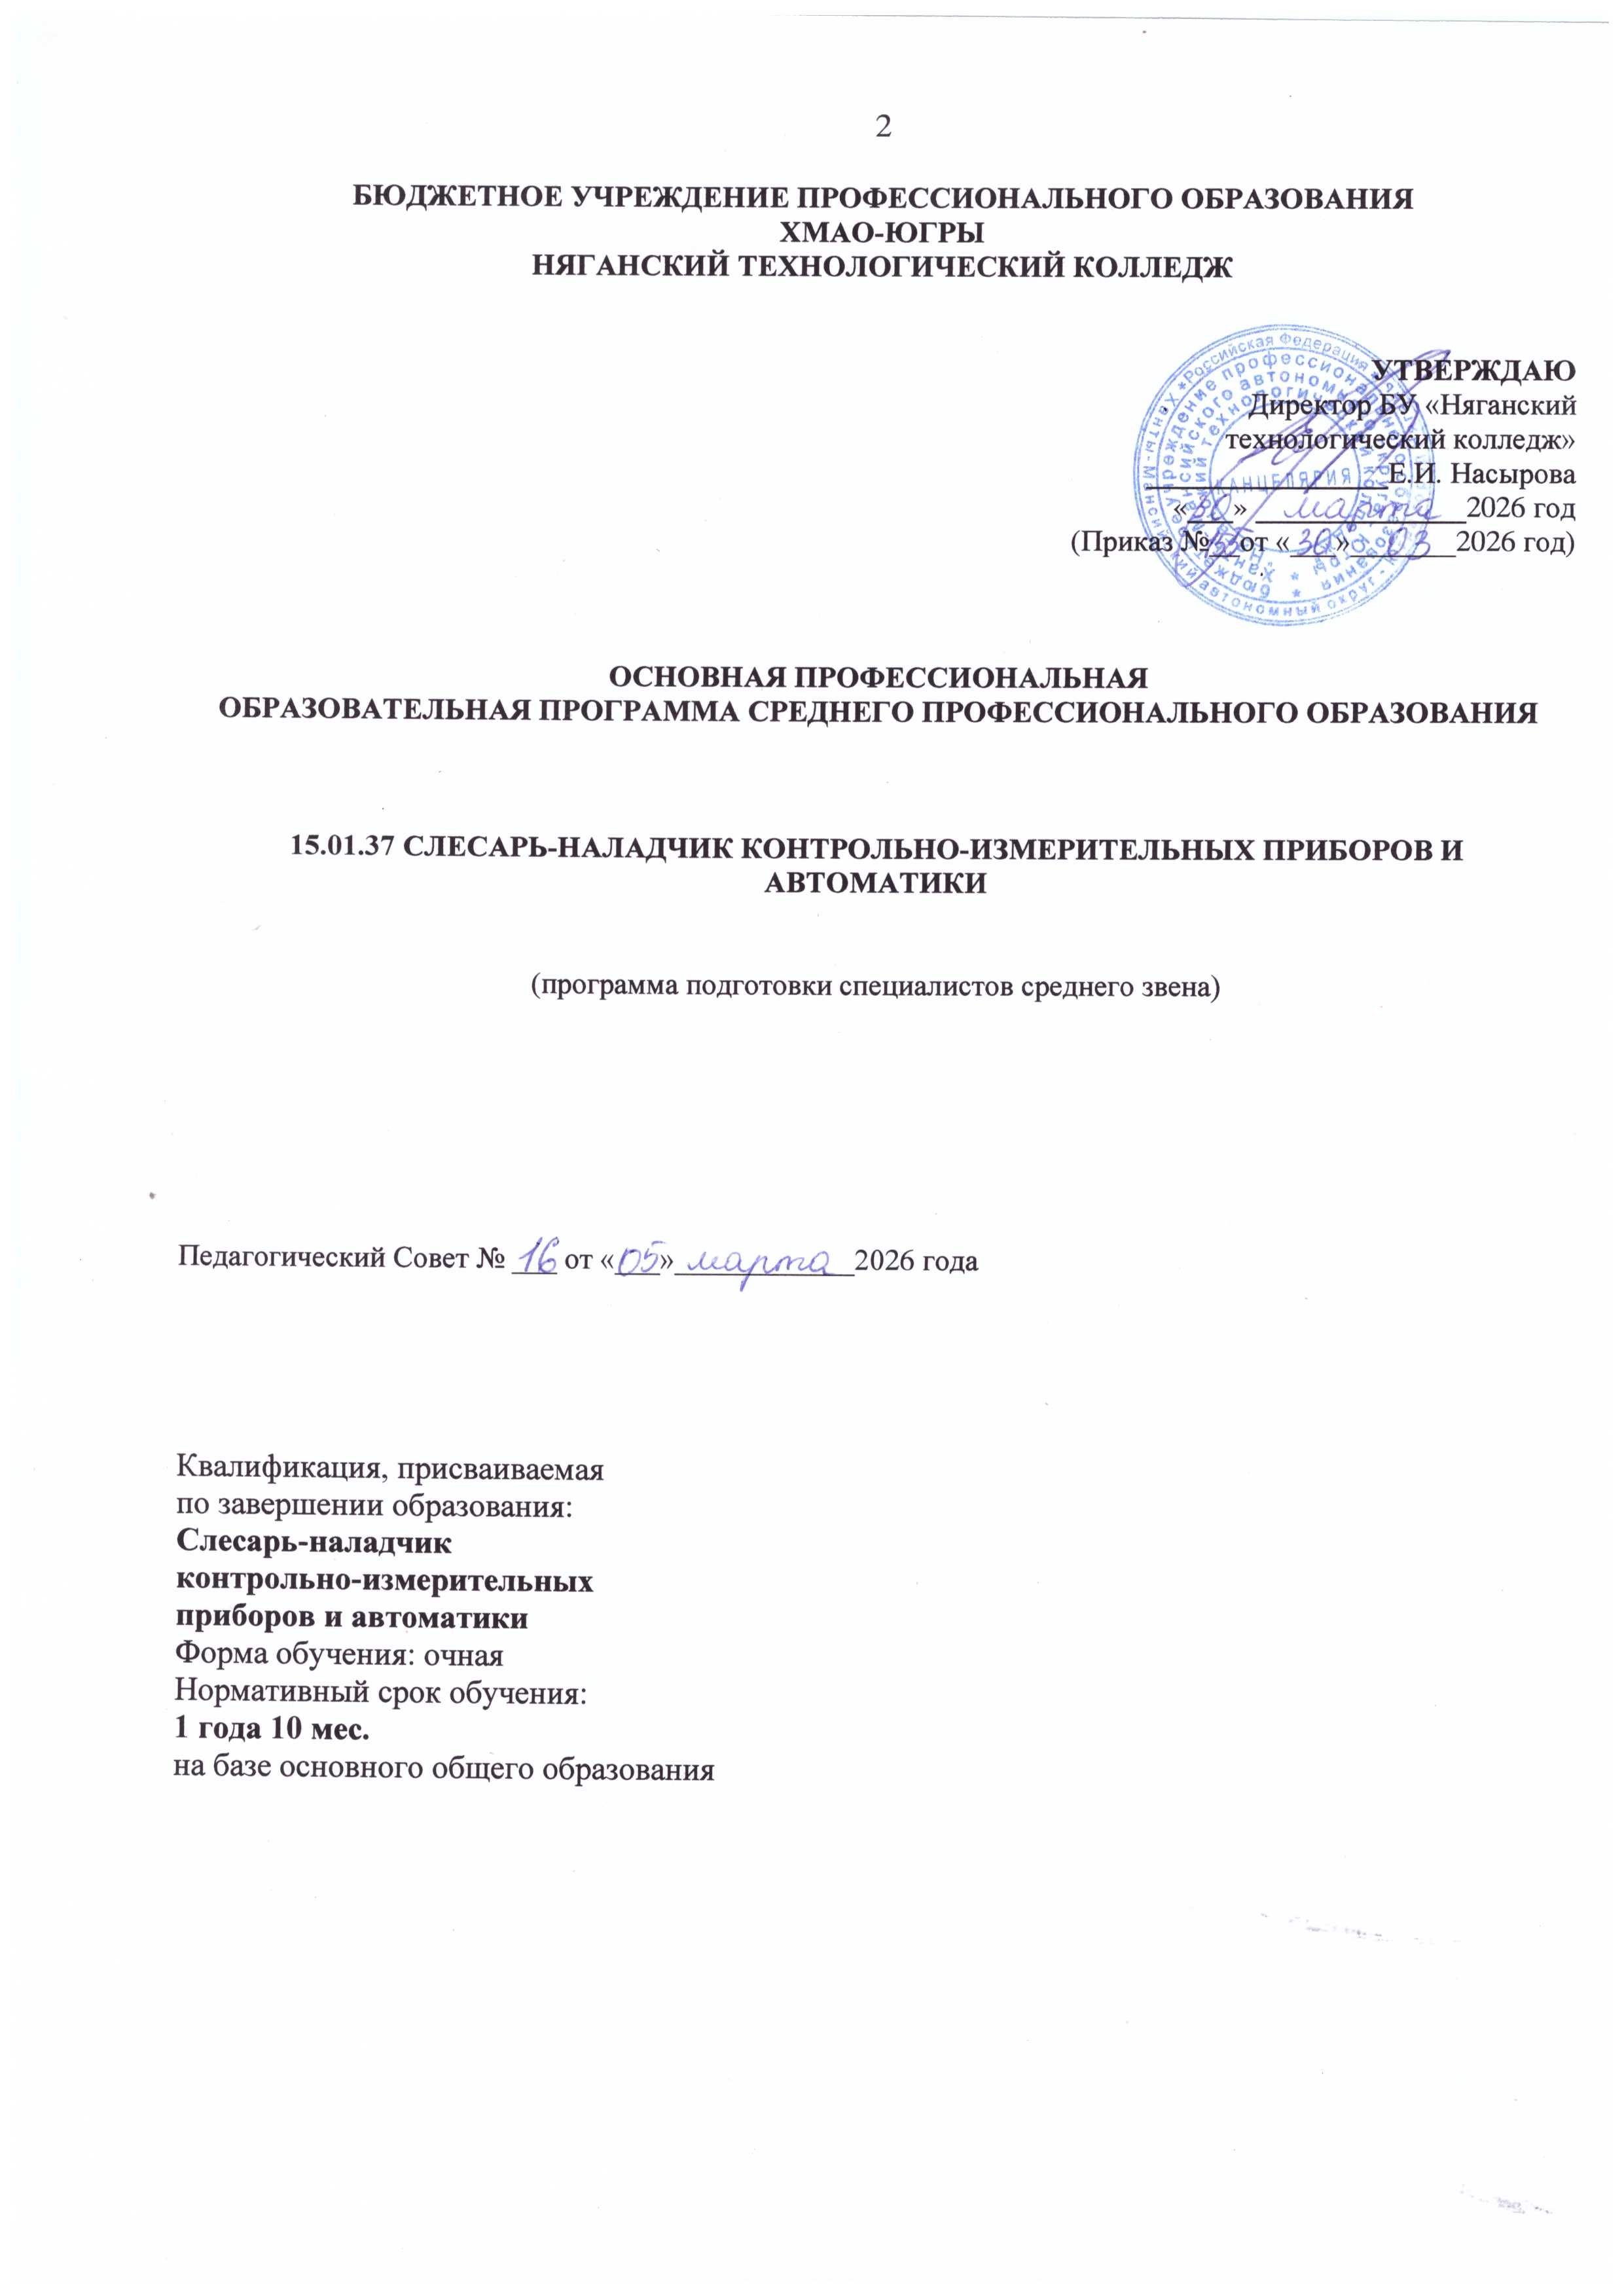 2
БЮДЖЕТНОЕ УЧРЕЖДЕНИЕ ПРОФЕССИОНАЛЬНОГО ОБРАЗОВАНИЯ
ХМАО-ЮГРЫ
НЯГАНСКИЙ ТЕХНОЛОГИЧЕСКИЙ КОЛЛЕДЖ
УТВЕРЖДАЮ
Директор БУ «Няганский
технологический колледж»
Е.И. Насырова
«30» марта 2026 год
(Приказ № от «30» 03 2026 год)
КАНЦЕЛЯРИЯ
ОСНОВНАЯ ПРОФЕССИОНАЛЬНАЯ
ОБРАЗОВАТЕЛЬНАЯ ПРОГРАММА СРЕДНЕГО ПРОФЕССИОНАЛЬНОГО ОБРАЗОВАНИЯ
15.01.37 СЛЕСАРЬ-НАЛАДЧИК КОНТРОЛЬНО-ИЗМЕРИТЕЛЬНЫХ ПРИБОРОВ И
АВТОМАТИКИ
(программа подготовки специалистов среднего звена)
Педагогический Совет № 16 от «05» марта 2026 года
Квалификация, присваиваемая
по завершении образования:
Слесарь-наладчик
контрольно-измерительных
приборов и автоматики
Форма обучения: очная
Нормативный срок обучения:
1 года 10 мес.
на базе основного общего образования